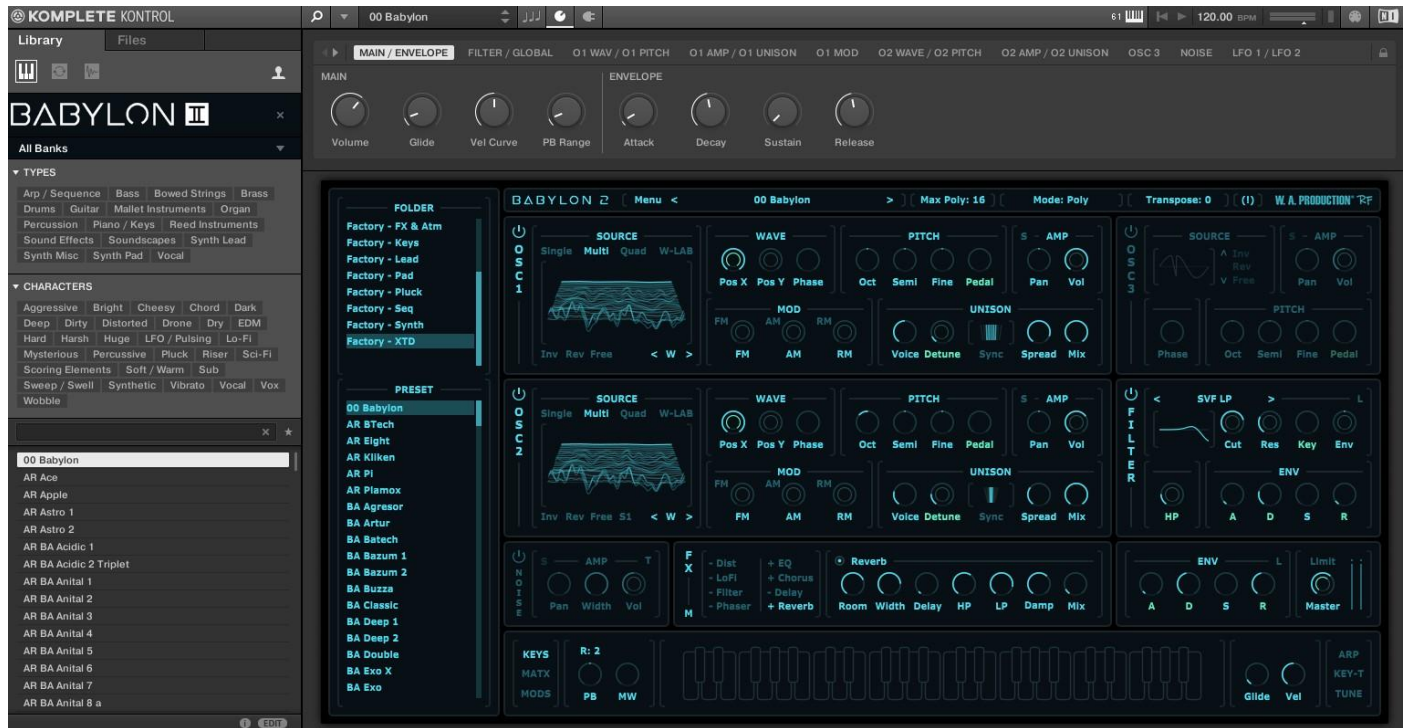 KOMPLETE KONTROL
00 Babylon
61
120.00 BPM
Library Files
BABYLON II
All Banks
TYPES
Arp / Sequence Bass Bowed Strings Brass
Drums Guitar Mallet Instruments Organ
Percussion Piano / Keys Reed Instruments
Sound Effects Soundscapes Synth Lead
Synth Misc Synth Pad Vocal
CHARACTERS
Aggressive Bright Cheesy Chord Dark
Deep Dirty Distorted Drone Dry EDM
Hard Harsh Huge LFO / Pulsing Lo-Fi
Mysterious Percussive Pluck Riser Sci-Fi
Scoring Elements Soft / Warm Sub
Sweep / Swell Synthetic Vibrato Vocal Vox
Wobble
00 Babylon
AR Ace
AR Apple
AR Astro 1
AR Astro 2
AR BA Acidic 1
AR BA Acidic 2 Triplet
AR BA Anital 1
AR BA Anital 2
AR BA Anital 3
AR BA Anital 4
AR BA Anital 5
AR BA Anital 6
AR BA Anital 7
AR BA Anital 8 a
EDIT
MAIN / ENVELOPE FILTER / GLOBAL O1 WAV / O1 PITCH O1 AMP / O1 UNISON O1 MOD O2 WAVE / O2 PITCH O2 AMP / O2 UNISON OSC 3 NOISE LFO 1 / LFO 2
MAIN ENVELOPE
Volume Glide Vel Curve PB Range Attack Decay Sustain Release
FOLDER
Factory - FX & Atm
Factory - Keys
Factory - Lead
Factory - Pad
Factory - Pluck
Factory - Seq
Factory - Synth
Factory - XTD
PRESET
00 Babylon
AR BTech
AR Eight
AR Kliken
AR Pi
AR Plamox
BA Agresor
BA Artur
BA Batech
BA Bazum 1
BA Bazum 2
BA Buzza
BA Classic
BA Deep 1
BA Deep 2
BA Double
BA Exo X
BA Exo
BABYLON 2 Menu < 00 Babylon > Max Poly: 16 Mode: Poly Transpose: 0 (!) W. A. PRODUCTION® RF
OSC1
SOURCE WAVE PITCH S - AMP
Single Multi Quad W-LAB
Pos X Pos Y Phase Oct Semi Fine Pedal Pan Vol
MOD UNISON
FM AM RM
Inv Rev Free < W > FM AM RM Voice Detune Sync Spread Mix
OSC3
SOURCE S - AMP
Inv
Rev
Free
Pan Vol
PITCH
Phase Oct Semi Fine Pedal
OSC2
SOURCE WAVE PITCH S - AMP
Single Multi Quad W-LAB
Pos X Pos Y Phase Oct Semi Fine Pedal Pan Vol
MOD UNISON
FM AM RM
Inv Rev Free S1 < W > FM AM RM Voice Detune Sync Spread Mix
FILTER
< SVF LP > L
Cut Res Key Env
ENV
HP A D S R
NOISE
S AMP T
Pan Width Vol
FX M
- Dist + EQ
- LoFi + Chorus
- Filter - Delay
- Phaser + Reverb
Reverb
Room Width Delay HP LP Damp Mix
ENV L Limit
A D S R Master
KEYS
MATX
MODS
R: 2
PB MW
Glide Vel
ARP
KEY-T
TUNE